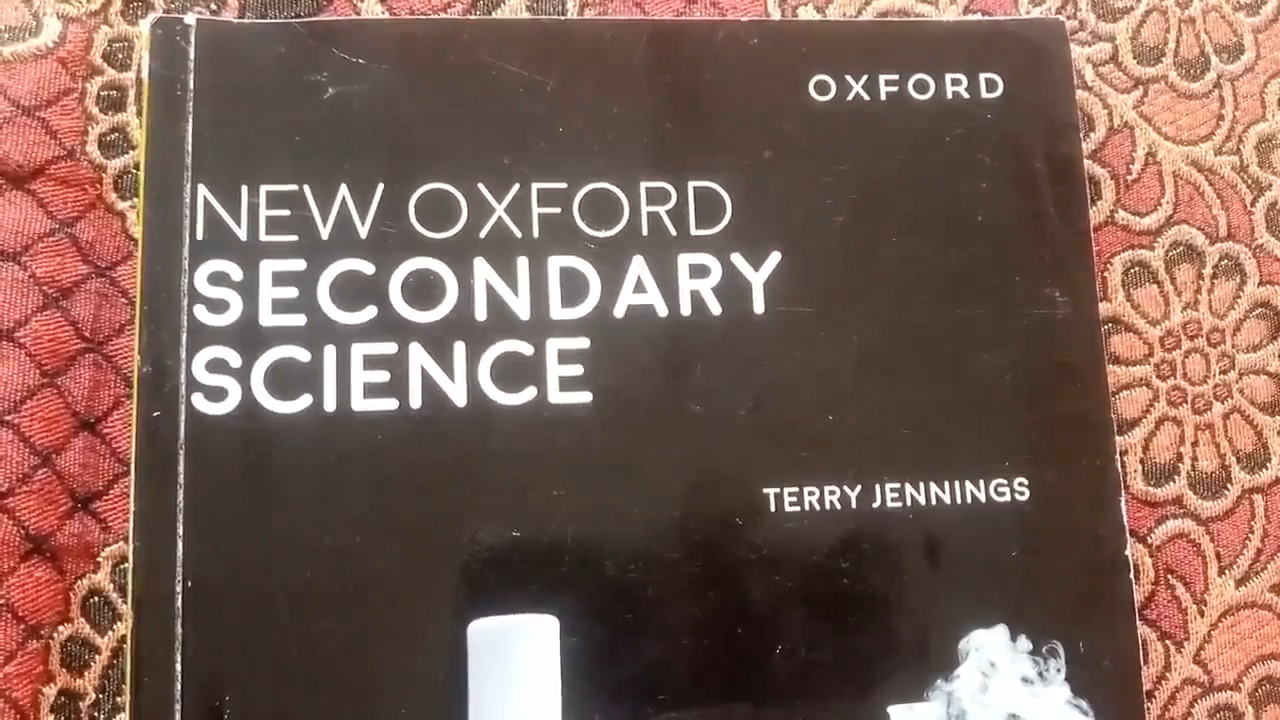 OXFORD
NEW OXFORD
SECONDARY
SCIENCE
TERRY JENNINGS